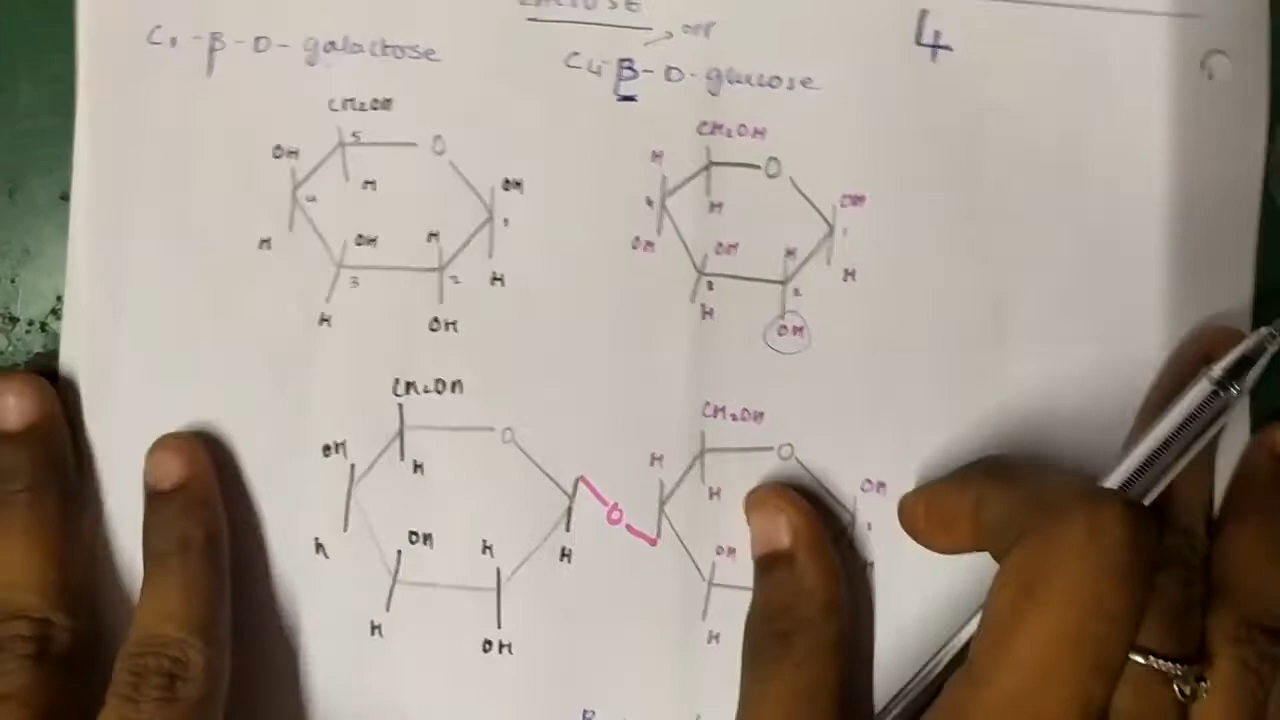 C1-β-D-galactose
C4 β-D-glucose
4
CH2OH
CH2OH
OH 5 O OH
H O OH
4 H 1
4 H 1
H OH H H
OH OH H H
3 2
3 2
H OH
H OH
CH2OH
CH2OH
OH O
H O OH
H
H 1
O
h OH H H
OH
H OH
H